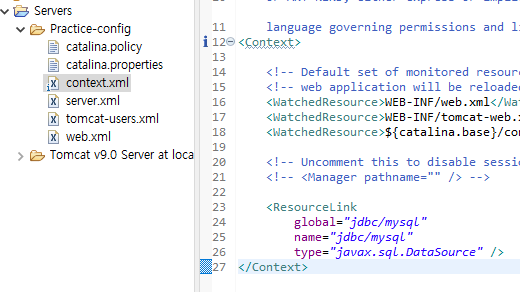 Servers
Practice-config
catalina.policy
catalina.properties
context.xml
server.xml
tomcat-users.xml
web.xml
Tomcat v9.0 Server at loca
10
11 language governing permissions and li
12 <Context>
13
14 <!-- Default set of monitored resourc
15 <!-- web application will be reloade
16 <WatchedResource>WEB-INF/web.xml</Wat
17 <WatchedResource>WEB-INF/tomcat-web.x
18 <WatchedResource>${catalina.base}/con
19
20 <!-- Uncomment this to disable sessi
21 <!-- <Manager pathname="" /> -->
22
23 <ResourceLink
24 global="jdbc/mysql"
25 name="jdbc/mysql"
26 type="javax.sql.DataSource" />
27 </Context>